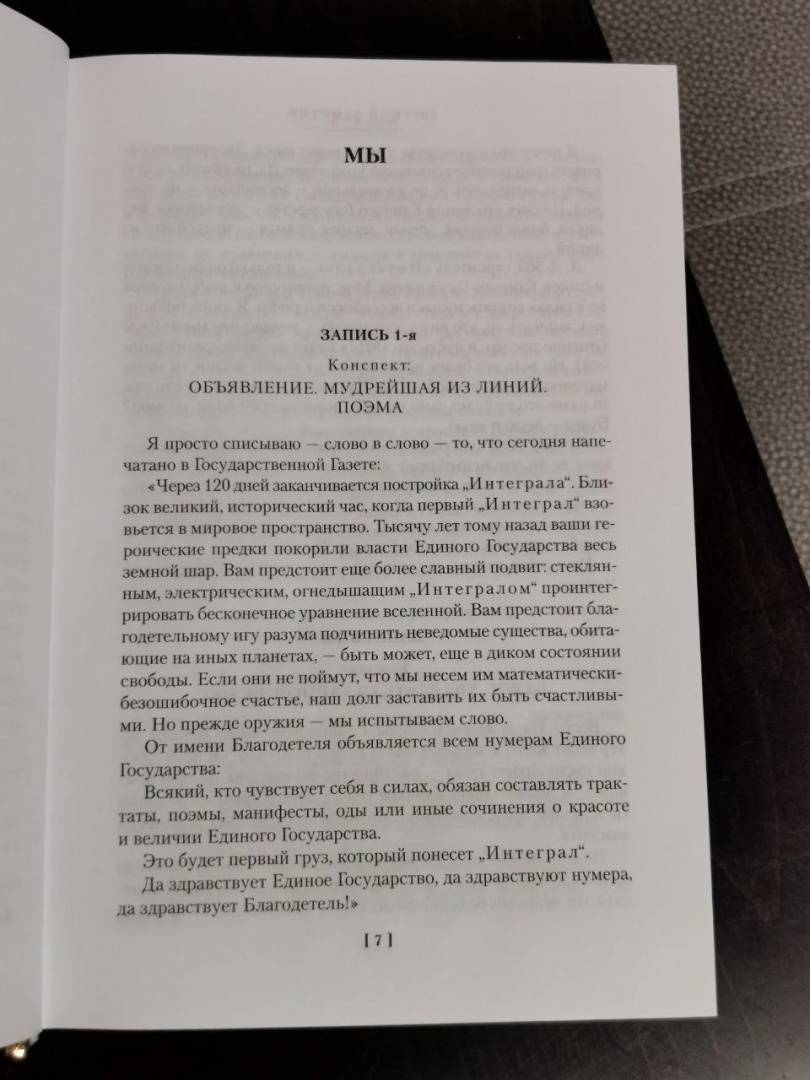 МЫ
ЗАПИСЬ 1-я
Конспект:
ОБЪЯВЛЕНИЕ. МУДРЕЙШАЯ ИЗ ЛИНИЙ.
ПОЭМА
Я просто списываю — слово в слово — то, что сегодня напе-
чатано в Государственной Газете:
«Через 120 дней заканчивается постройка „Интеграла“. Бли-
зок великий, исторический час, когда первый „Интеграл“ взо-
вьется в мировое пространство. Тысячу лет тому назад ваши ге-
роические предки покорили власти Единого Государства весь
земной шар. Вам предстоит еще более славный подвиг: стеклян-
ным, электрическим, огнедышащим „Интегралом“ проинтег-
рировать бесконечное уравнение вселенной. Вам предстоит бла-
годетельному игу разума подчинить неведомые существа, обита-
ющие на иных планетах, — быть может, еще в диком состоянии
свободы. Если они не поймут, что мы несем им математически-
безошибочное счастье, наш долг заставить их быть счастливы-
ми. Но прежде оружия — мы испытываем слово.
От имени Благодетеля объявляется всем нумерам Единого
Государства:
Всякий, кто чувствует себя в силах, обязан составлять трак-
таты, поэмы, манифесты, оды или иные сочинения о красоте
и величии Единого Государства.
Это будет первый груз, который понесет „Интеграл“.
Да здравствует Единое Государство, да здравствуют нумера,
да здравствует Благодетель!»
[ 7 ]